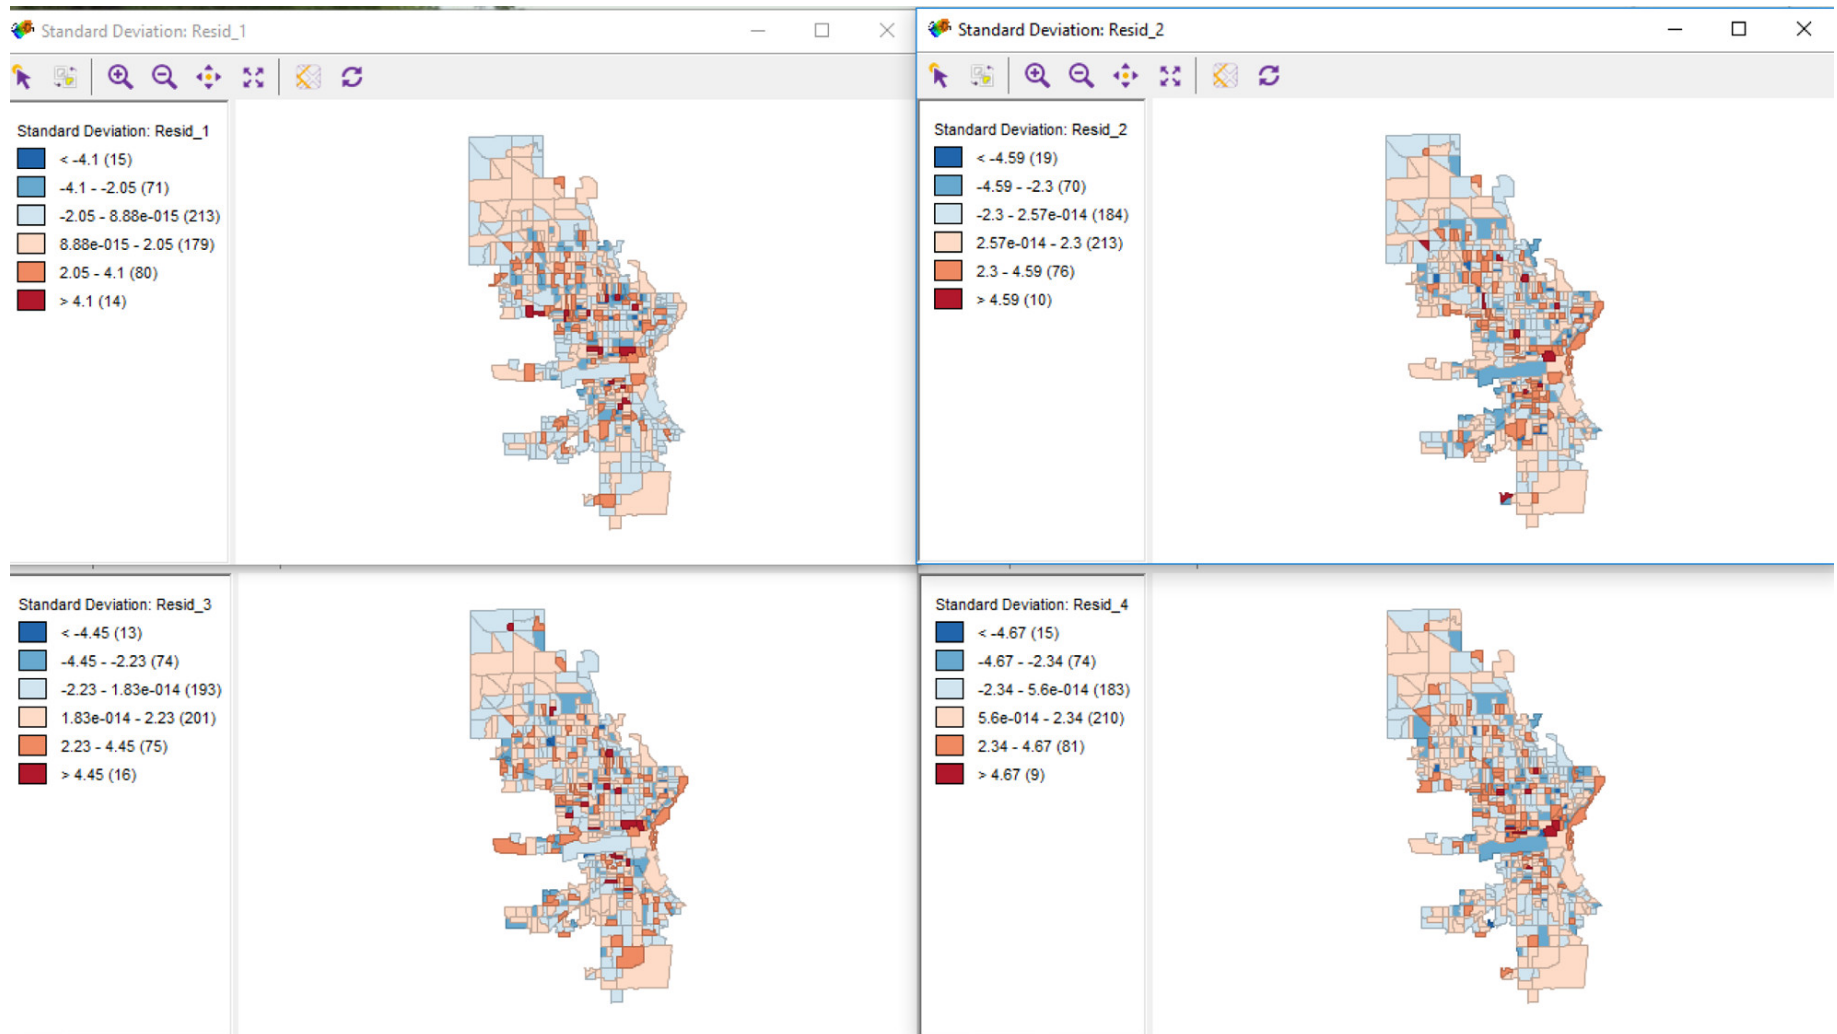 Standard Deviation: Resid_1
Standard Deviation: Resid_1
< -4.1 (15)
-4.1 - -2.05 (71)
-2.05 - 8.88e-015 (213)
8.88e-015 - 2.05 (179)
2.05 - 4.1 (80)
> 4.1 (14)
Standard Deviation: Resid_2
Standard Deviation: Resid_2
< -4.59 (19)
-4.59 - -2.3 (70)
-2.3 - 2.57e-014 (184)
2.57e-014 - 2.3 (213)
2.3 - 4.59 (76)
> 4.59 (10)
Standard Deviation: Resid_3
< -4.45 (13)
-4.45 - -2.23 (74)
-2.23 - 1.83e-014 (193)
1.83e-014 - 2.23 (201)
2.23 - 4.45 (75)
> 4.45 (16)
Standard Deviation: Resid_4
< -4.67 (15)
-4.67 - -2.34 (74)
-2.34 - 5.6e-014 (183)
5.6e-014 - 2.34 (210)
2.34 - 4.67 (81)
> 4.67 (9)